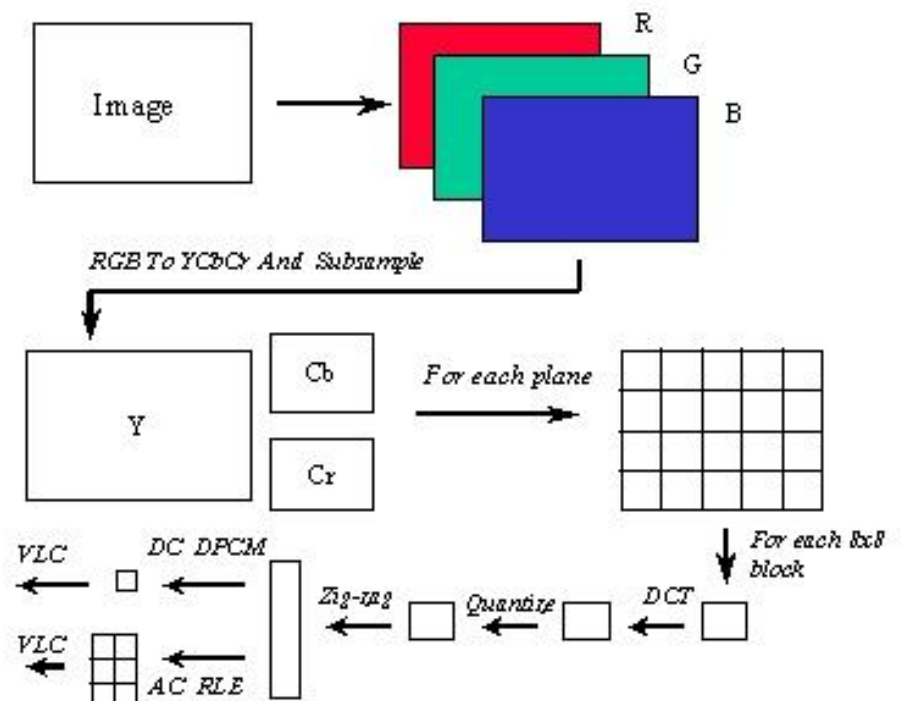 R
G
B
Image
RGB To YCbCr And Subsample
Cb
For each plane
Y
Cr
For each 8x8
block
VLC
DC DPCM
Zig-zag
Quantize
DCT
VLC
AC RLE